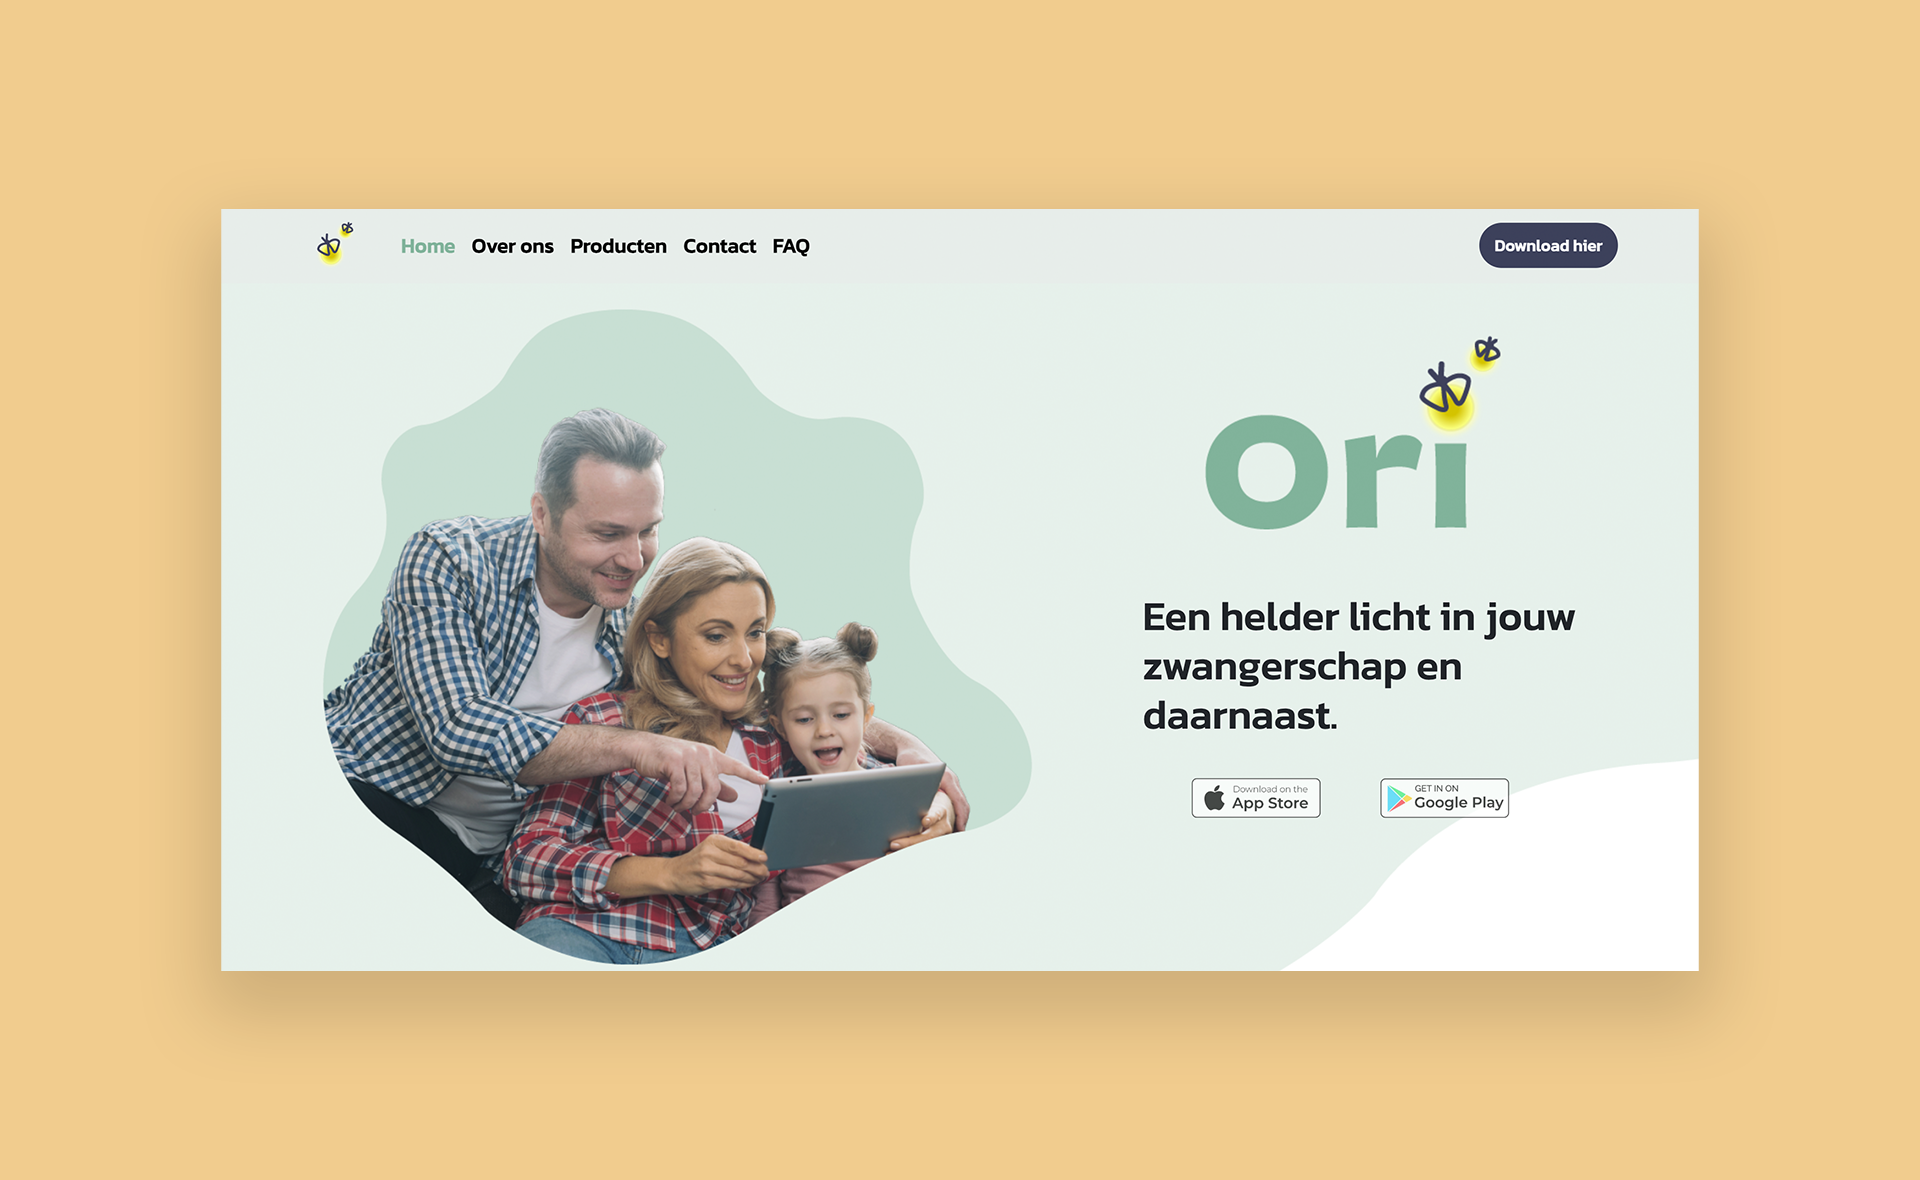 Home Over ons Producten Contact FAQ Download hier
Ori
Een helder licht in jouw
zwangerschap en
daarnaast.
Download on the
App Store
GET IN ON
Google Play